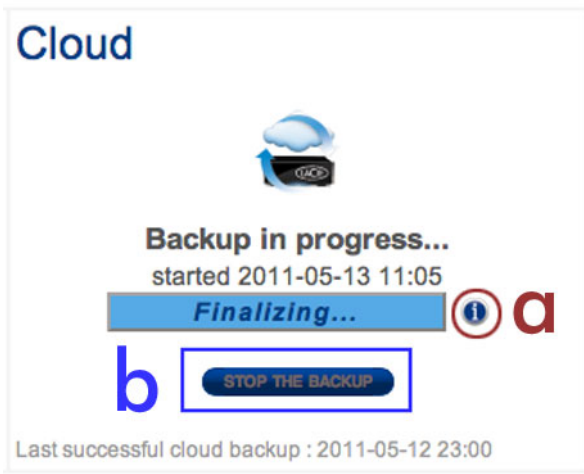 Cloud
LACIE
Backup in progress...
started 2011-05-13 11:05
Finalizing...
i
a
b
STOP THE BACKUP
Last successful cloud backup : 2011-05-12 23:00